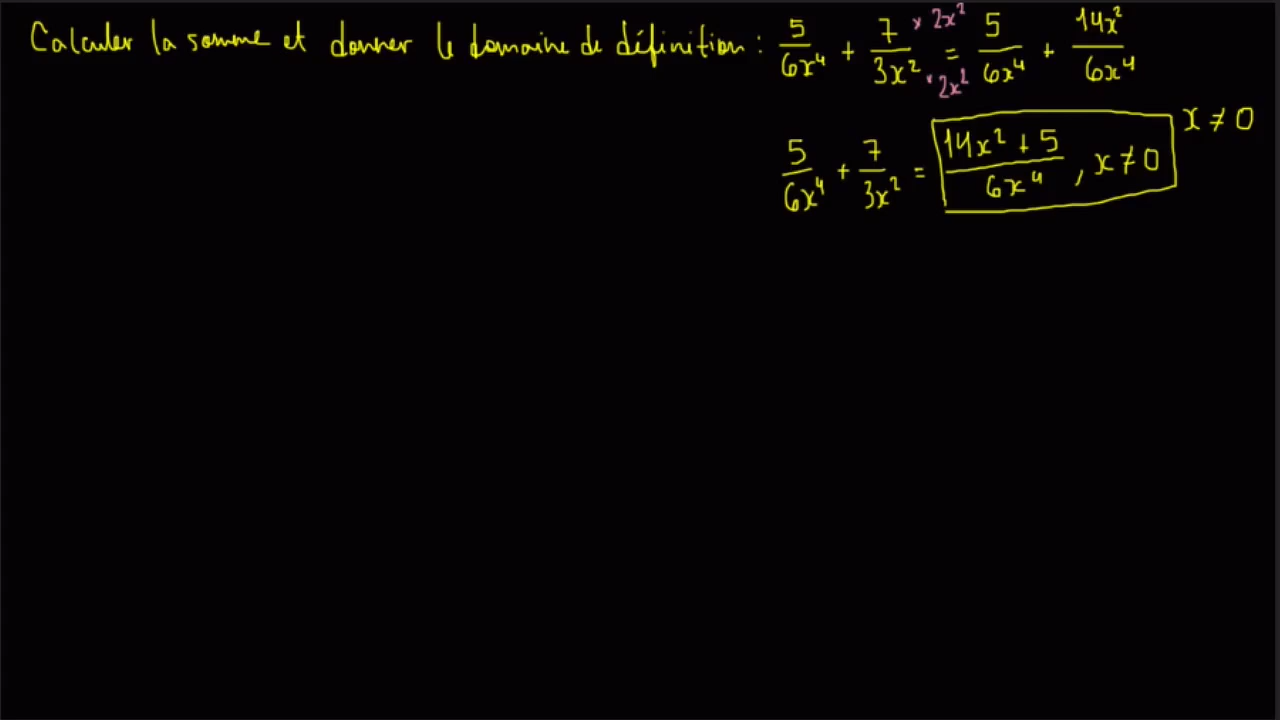 Calculer la somme et donner le domaine de définition : 5/6x⁴ + 7/3x² × 2x² / × 2x² = 5/6x⁴ + 14x²/6x⁴
x ≠ 0
5/6x⁴ + 7/3x² = 14x² + 5/6x⁴ , x ≠ 0